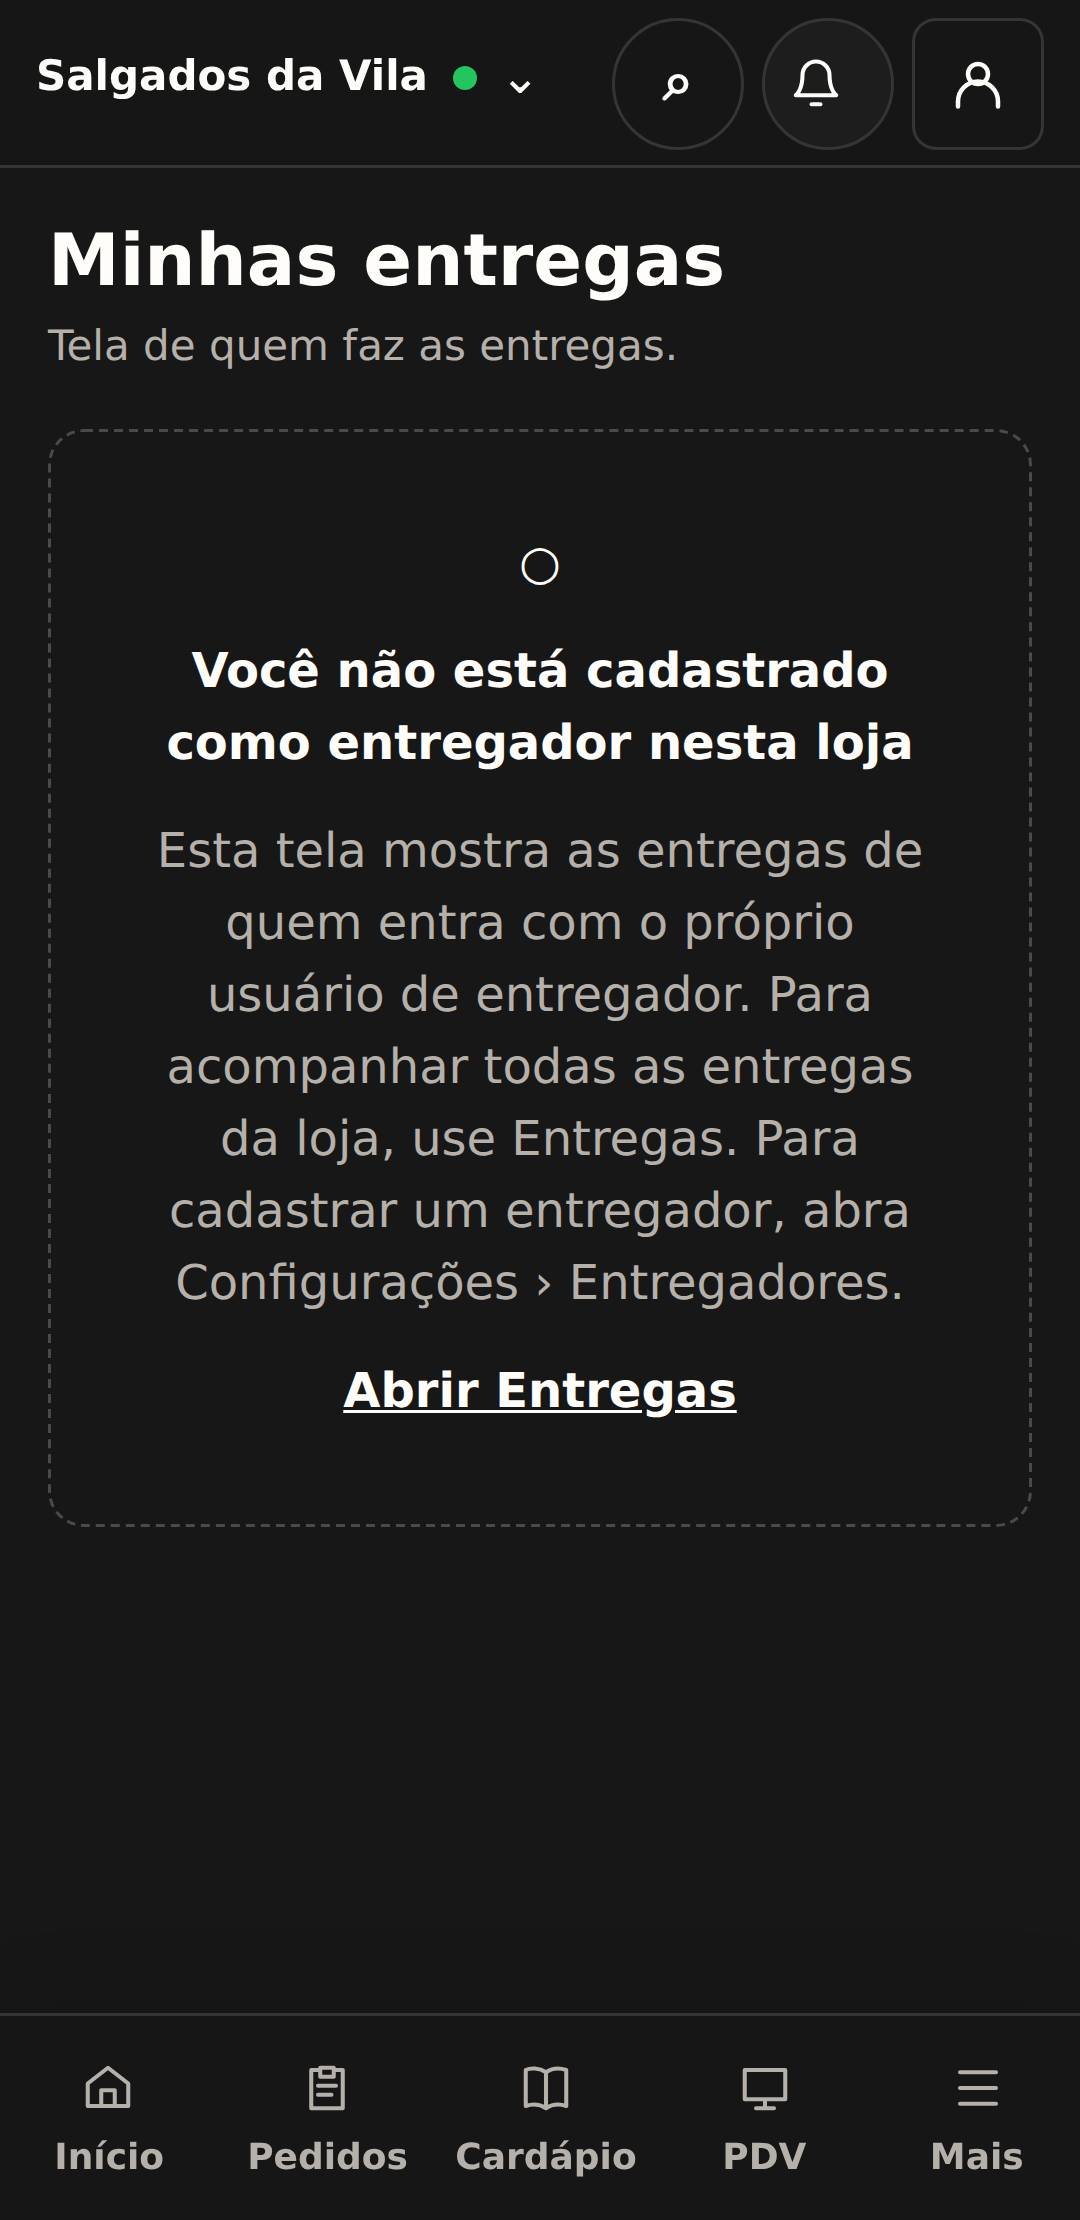 Salgados da Vila
Minhas entregas
Tela de quem faz as entregas.
Você não está cadastrado
como entregador nesta loja
Esta tela mostra as entregas de
quem entra com o próprio
usuário de entregador. Para
acompanhar todas as entregas
da loja, use Entregas. Para
cadastrar um entregador, abra
Configurações › Entregadores.
Abrir Entregas
Início
Pedidos
Cardápio
PDV
Mais